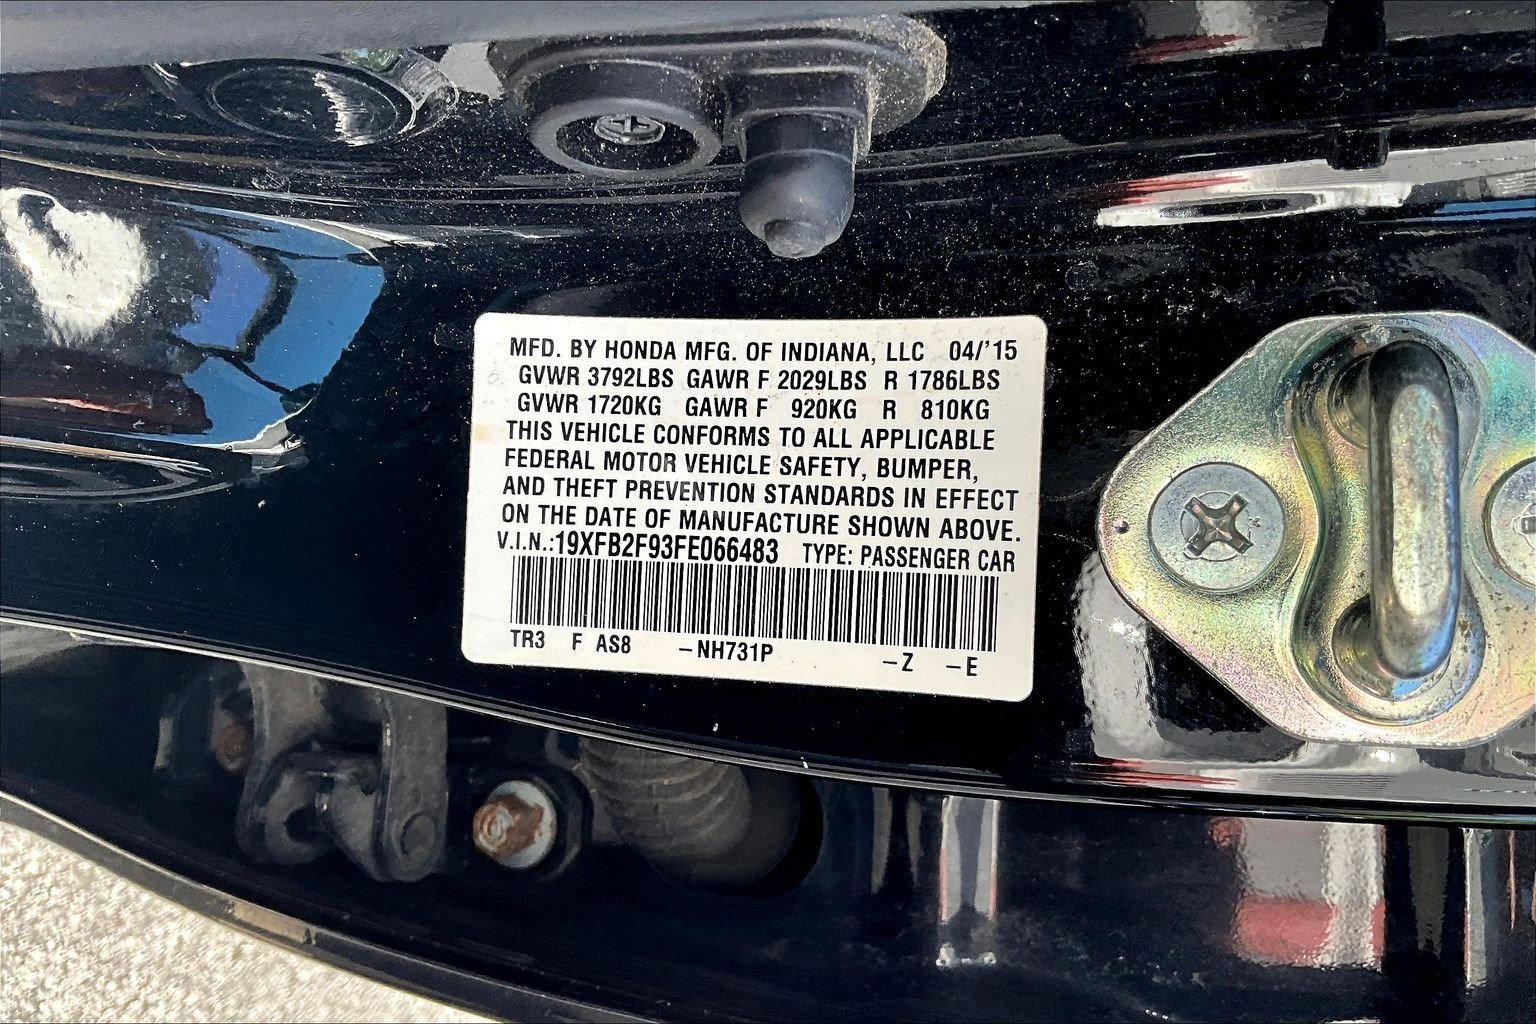 MFD. BY HONDA MFG. OF INDIANA, LLC 04/'15
GVWR 3792LBS GAWR F 2029LBS R 1786LBS
GVWR 1720KG GAWR F 920KG R 810KG
THIS VEHICLE CONFORMS TO ALL APPLICABLE
FEDERAL MOTOR VEHICLE SAFETY, BUMPER,
AND THEFT PREVENTION STANDARDS IN EFFECT
ON THE DATE OF MANUFACTURE SHOWN ABOVE.
V.I.N.:19XFB2F93FE066483 TYPE: PASSENGER CAR
TR3 F AS8 -NH731P -Z -E